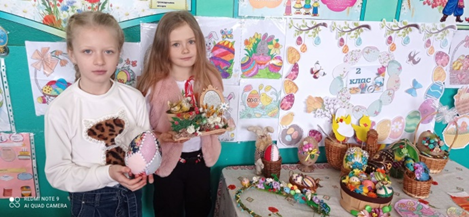 2
КЛАС
REDMI NOTE 9
AI QUAD CAMERA